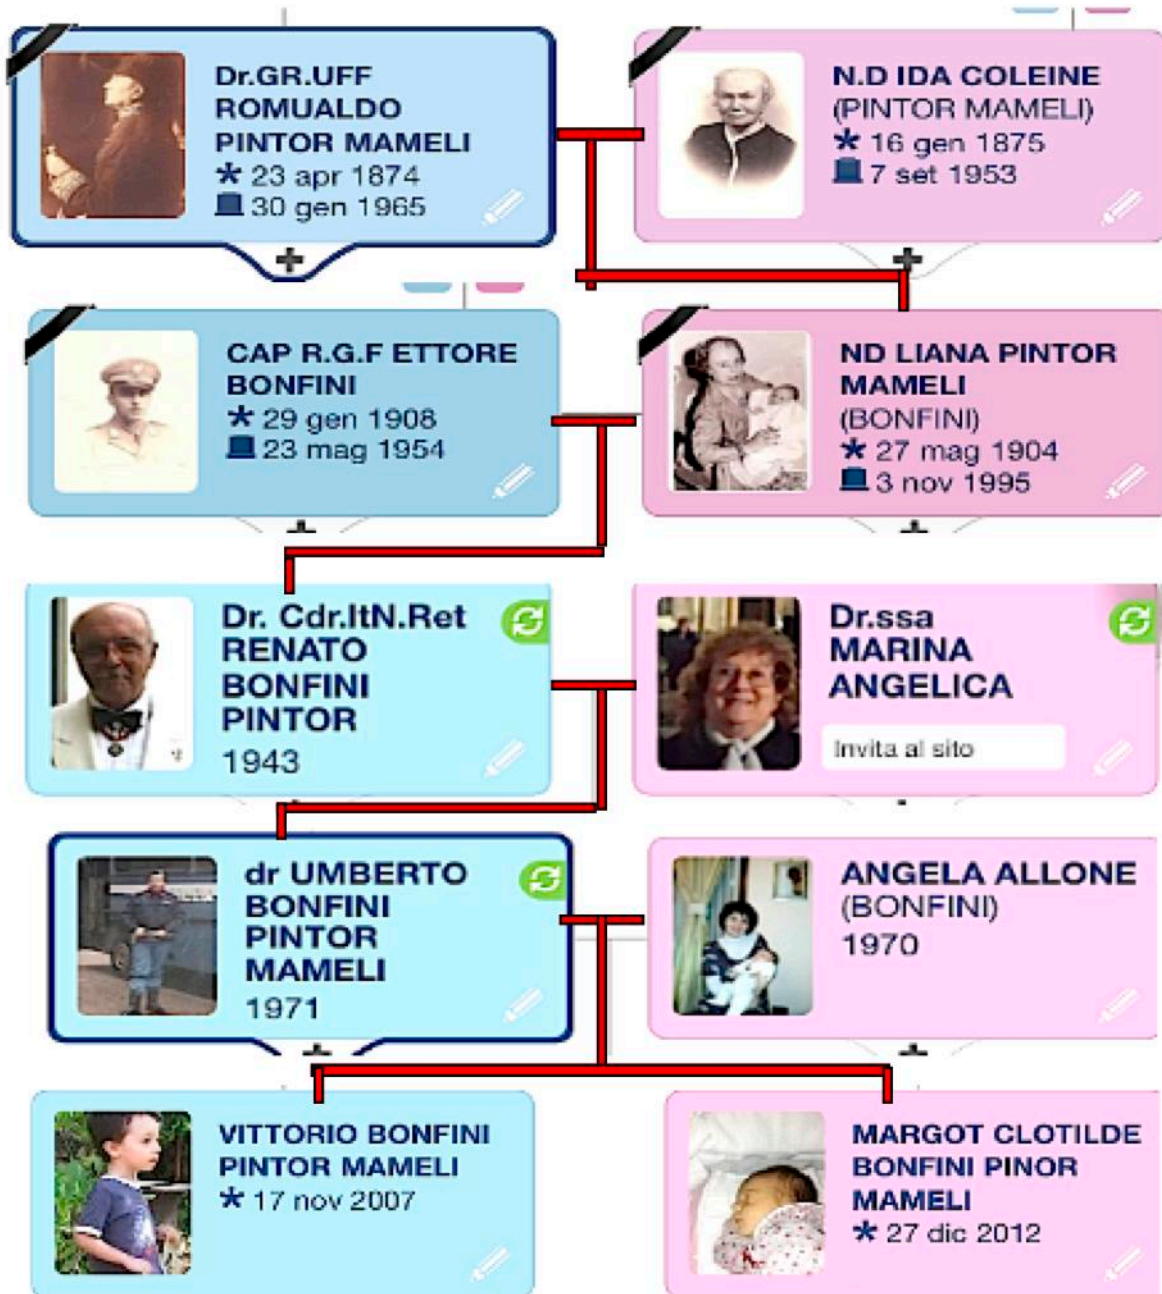 Dr.GR.UFF
ROMUALDO
PINTOR MAMELI
* 23 apr 1874
30 gen 1965
N.D IDA COLEINE
(PINTOR MAMELI)
* 16 gen 1875
7 set 1953
CAP R.G.F ETTORE
BONFINI
* 29 gen 1908
23 mag 1954
ND LIANA PINTOR
MAMELI
(BONFINI)
* 27 mag 1904
3 nov 1995
Dr. Cdr.ItN.Ret
RENATO
BONFINI
PINTOR
1943
Dr.ssa
MARINA
ANGELICA
Invita al sito
dr UMBERTO
BONFINI
PINTOR
MAMELI
1971
ANGELA ALLONE
(BONFINI)
1970
VITTORIO BONFINI
PINTOR MAMELI
* 17 nov 2007
MARGOT CLOTILDE
BONFINI PINOR
MAMELI
* 27 dic 2012